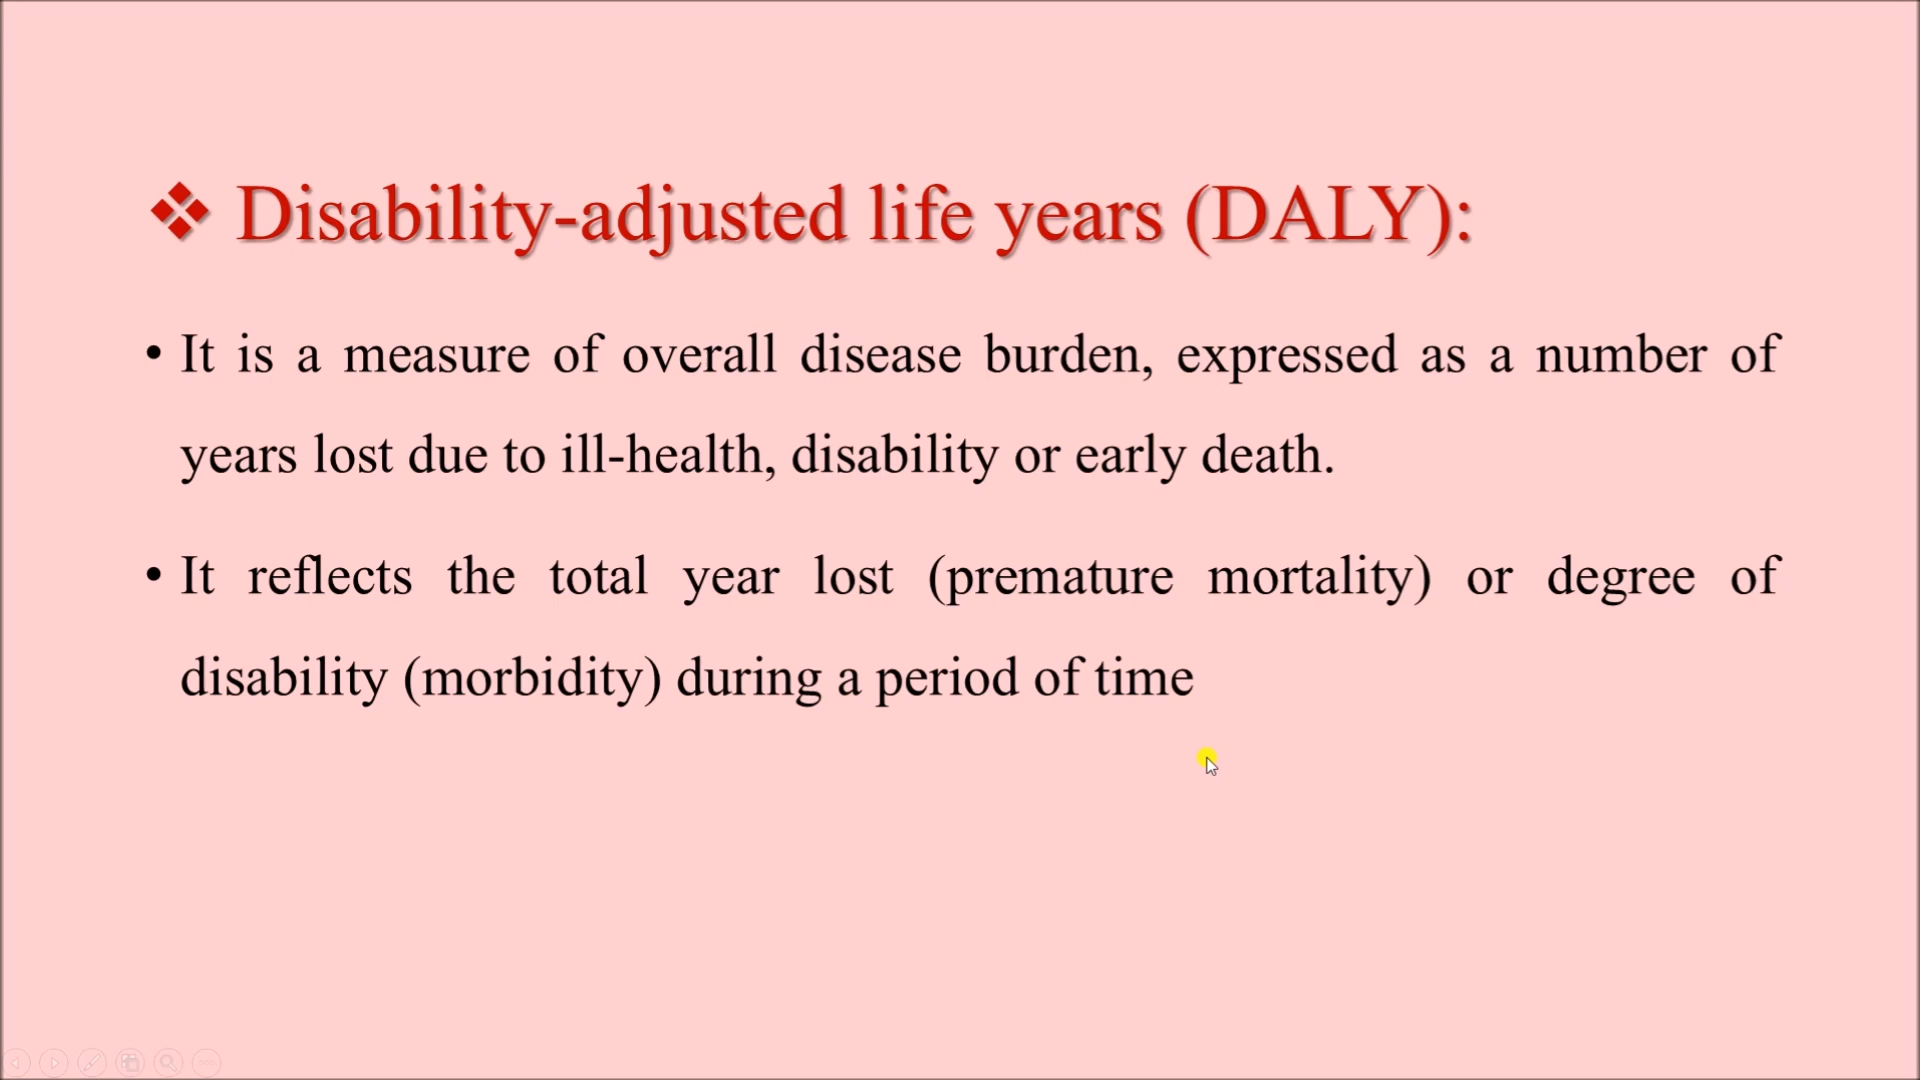 ❖ Disability-adjusted life years (DALY):
• It is a measure of overall disease burden, expressed as a number of
years lost due to ill-health, disability or early death.
• It reflects the total year lost (premature mortality) or degree of
disability (morbidity) during a period of time